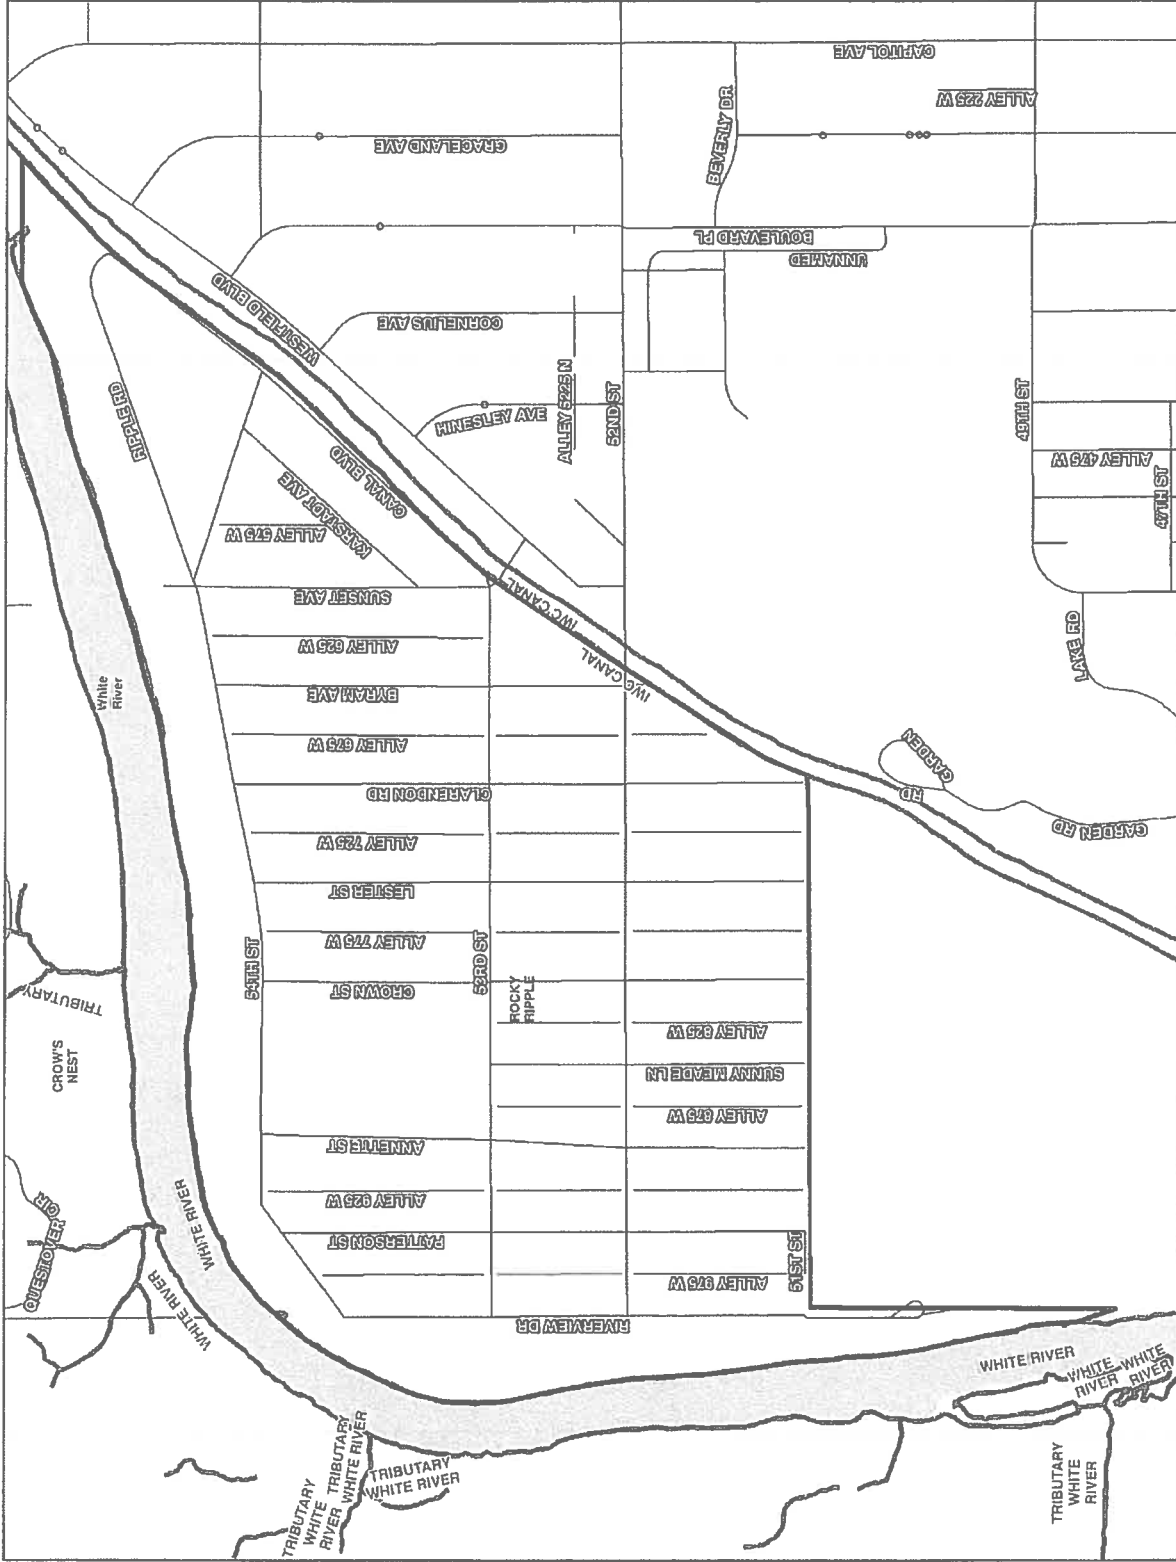 CAPITOL AVE
ALLEY 225 W
GRACELAND AVE
BEVERLY DR
BOULEVARD PL
UNNAMED
WESTFIELD BLVD
CORNELIUS AVE
RIPPLE RD
HINESLEY AVE
ALLEY 5225 N
52ND ST
49TH ST
ALLEY 475 W
47TH ST
CANAL BLVD
KARSTADT AVE
ALLEY 575 W
SUNSET AVE
IWC CANAL
ALLEY 625 W
IWC CANAL
LAKE RD
White
River
BYRAM AVE
ALLEY 675 W
GARDEN
RD
CLARENDON RD
GARDEN RD
ALLEY 725 W
LESTER ST
ALLEY 775 W
54TH ST
53RD ST
CROWN ST
ROCKY
RIPPLE
TRIBUTARY
ALLEY 825 W
CROW'S
NEST
SUNNY MEADE LN
ALLEY 875 W
ANNETTE ST
ALLEY 925 W
WHITE RIVER
QUESTOVER CIR
PATTERSON ST
51ST ST
ALLEY 975 W
WHITE RIVER
RIVERVIEW DR
WHITE RIVER
WHITE
RIVER
WHITE
RIVER
TRIBUTARY
WHITE RIVER
TRIBUTARY
WHITE RIVER
TRIBUTARY
WHITE
RIVER
TRIBUTARY
WHITE
RIVER